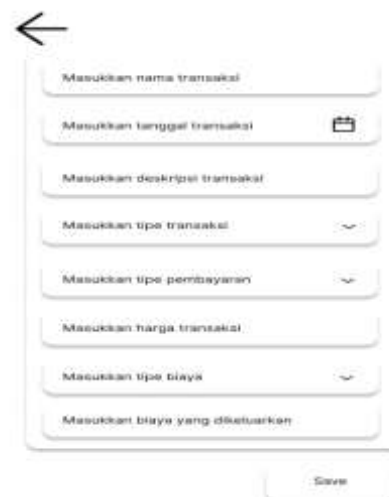 Masukkan nama transaksi
Masukkan tanggal transaksi
Masukkan deskripsi transaksi
Masukkan tipe transaksi
Masukkan tipe pembayaran
Masukkan harga transaksi
Masukkan tipe biaya
Masukkan biaya yang dikeluarkan
Save